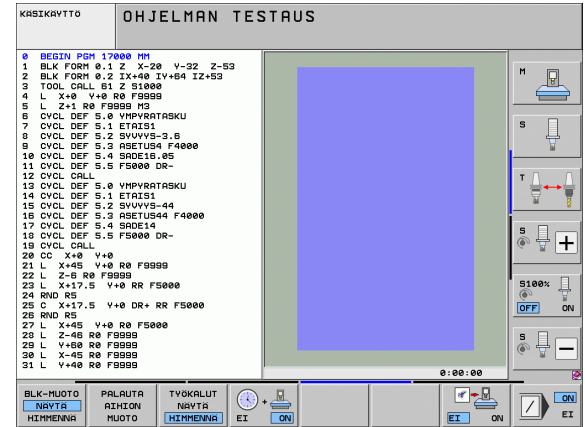 KÄSIKÄYTTÖ
OHJELMAN TESTAUS
0 BEGIN PGM 17000 MM
1 BLK FORM 0.1 Z X-20 Y-32 Z-53
2 BLK FORM 0.2 IX+40 IY+64 IZ+53
3 TOOL CALL 61 Z S1000
4 L X+0 Y+0 R0 F9999
5 L Z+1 R0 F9999 M3
6 CYCL DEF 5.0 YMPYRÄTASKU
7 CYCL DEF 5.1 ETÄIS1
8 CYCL DEF 5.2 SYVYYS-3.6
9 CYCL DEF 5.3 ASETUS4 F4000
10 CYCL DEF 5.4 SÄDE16.05
11 CYCL DEF 5.5 F5000 DR-
12 CYCL CALL
13 CYCL DEF 5.0 YMPYRÄTASKU
14 CYCL DEF 5.1 ETÄIS1
15 CYCL DEF 5.2 SYVYYS-44
16 CYCL DEF 5.3 ASETUS44 F4000
17 CYCL DEF 5.4 SÄDE14
18 CYCL DEF 5.5 F5000 DR-
19 CYCL CALL
20 CC X+0 Y+0
21 L X+45 Y+0 R0 F9999
22 L Z-6 R0 F9999
23 L X+17.5 Y+0 RR F5000
24 RND R5
25 C X+17.5 Y+0 DR+ RR F5000
26 RND R5
27 L X+45 Y+0 R0 F5000
28 L Z-46 R0 F9999
29 L Y+60 R0 F9999
30 L X-45 R0 F9999
31 L Y+40 R0 F9999
0:00:00
M
S
T
S
+
S100%
OFF ON
S
−
BLK-MUOTO
NÄYTÄ
HIMMENNÄ
PALAUTA
AIHION
MUOTO
TYÖKALUT
NÄYTÄ
HIMMENNÄ
+
EI ON
EI ON
ON
EI